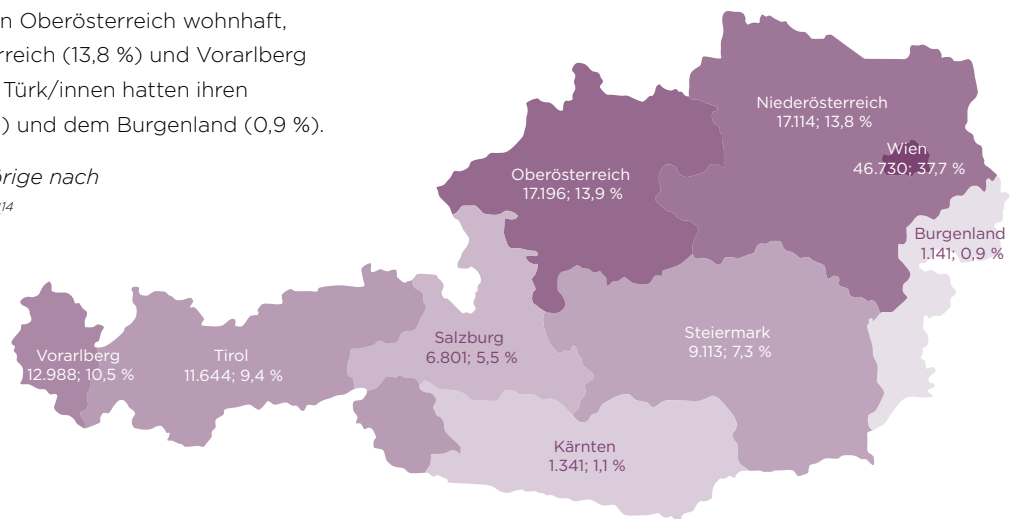 n Oberösterreich wohnhaft,
rreich (13,8 %) und Vorarlberg
Türk/innen hatten ihren
) und dem Burgenland (0,9 %).
örige nach
14
Niederösterreich
17.114; 13,8 %
Wien
46.730; 37,7 %
Oberösterreich
17.196; 13,9 %
Burgenland
1.141; 0,9 %
Steiermark
9.113; 7,3 %
Salzburg
6.801; 5,5 %
Vorarlberg
12.988; 10,5 %
Tirol
11.644; 9,4 %
Kärnten
1.341; 1,1 %